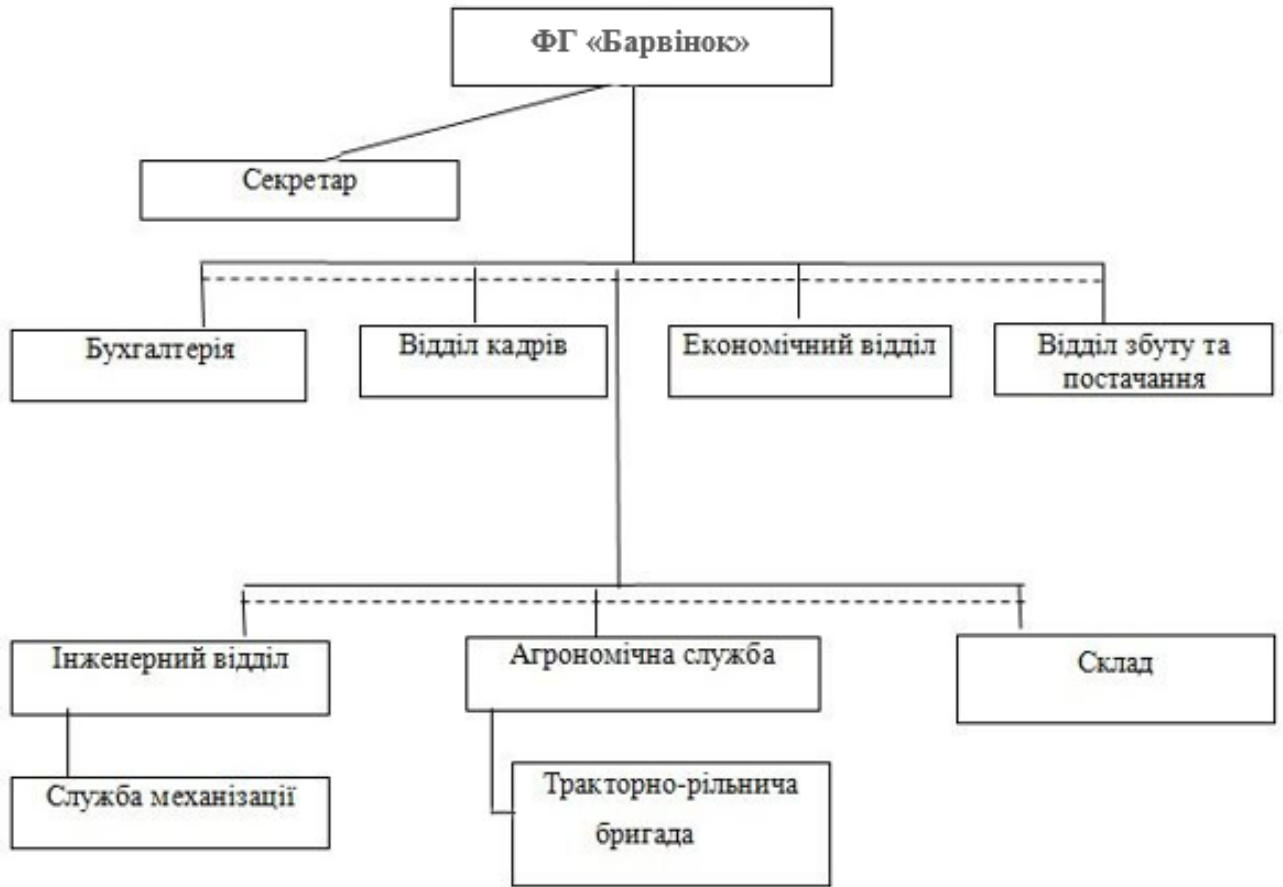 ФГ «Барвінок»
Секретар
Бухгалтерія
Відділ кадрів
Економічний відділ
Відділ збуту та
постачання
Інженерний відділ
Агрономічна служба
Склад
Служба механізації
Тракторно-рільнича
бригада